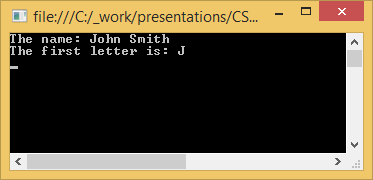 file:///C:/_work/presentations/CS...
The name: John Smith
The first letter is: J